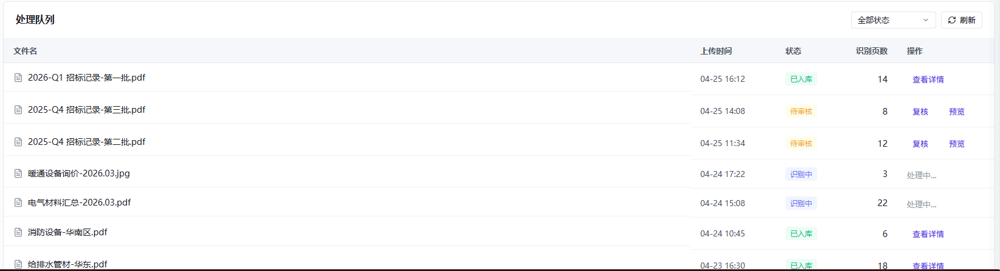 处理队列
全部状态 刷新
文件名 上传时间 状态 识别页数 操作
2026-Q1 招标记录-第一批.pdf 04-25 16:12 已入库 14 查看详情
2025-Q4 招标记录-第三批.pdf 04-25 14:08 待审核 8 复核 预览
2025-Q4 招标记录-第二批.pdf 04-25 11:34 待审核 12 复核 预览
暖通设备询价-2026.03.jpg 04-24 17:22 识别中 3 处理中...
电气材料汇总-2026.03.pdf 04-24 15:08 识别中 22 处理中...
消防设备-华南区.pdf 04-24 10:45 已入库 6 查看详情
给排水管材-华东.pdf 04-23 16:30 已入库 18 查看详情